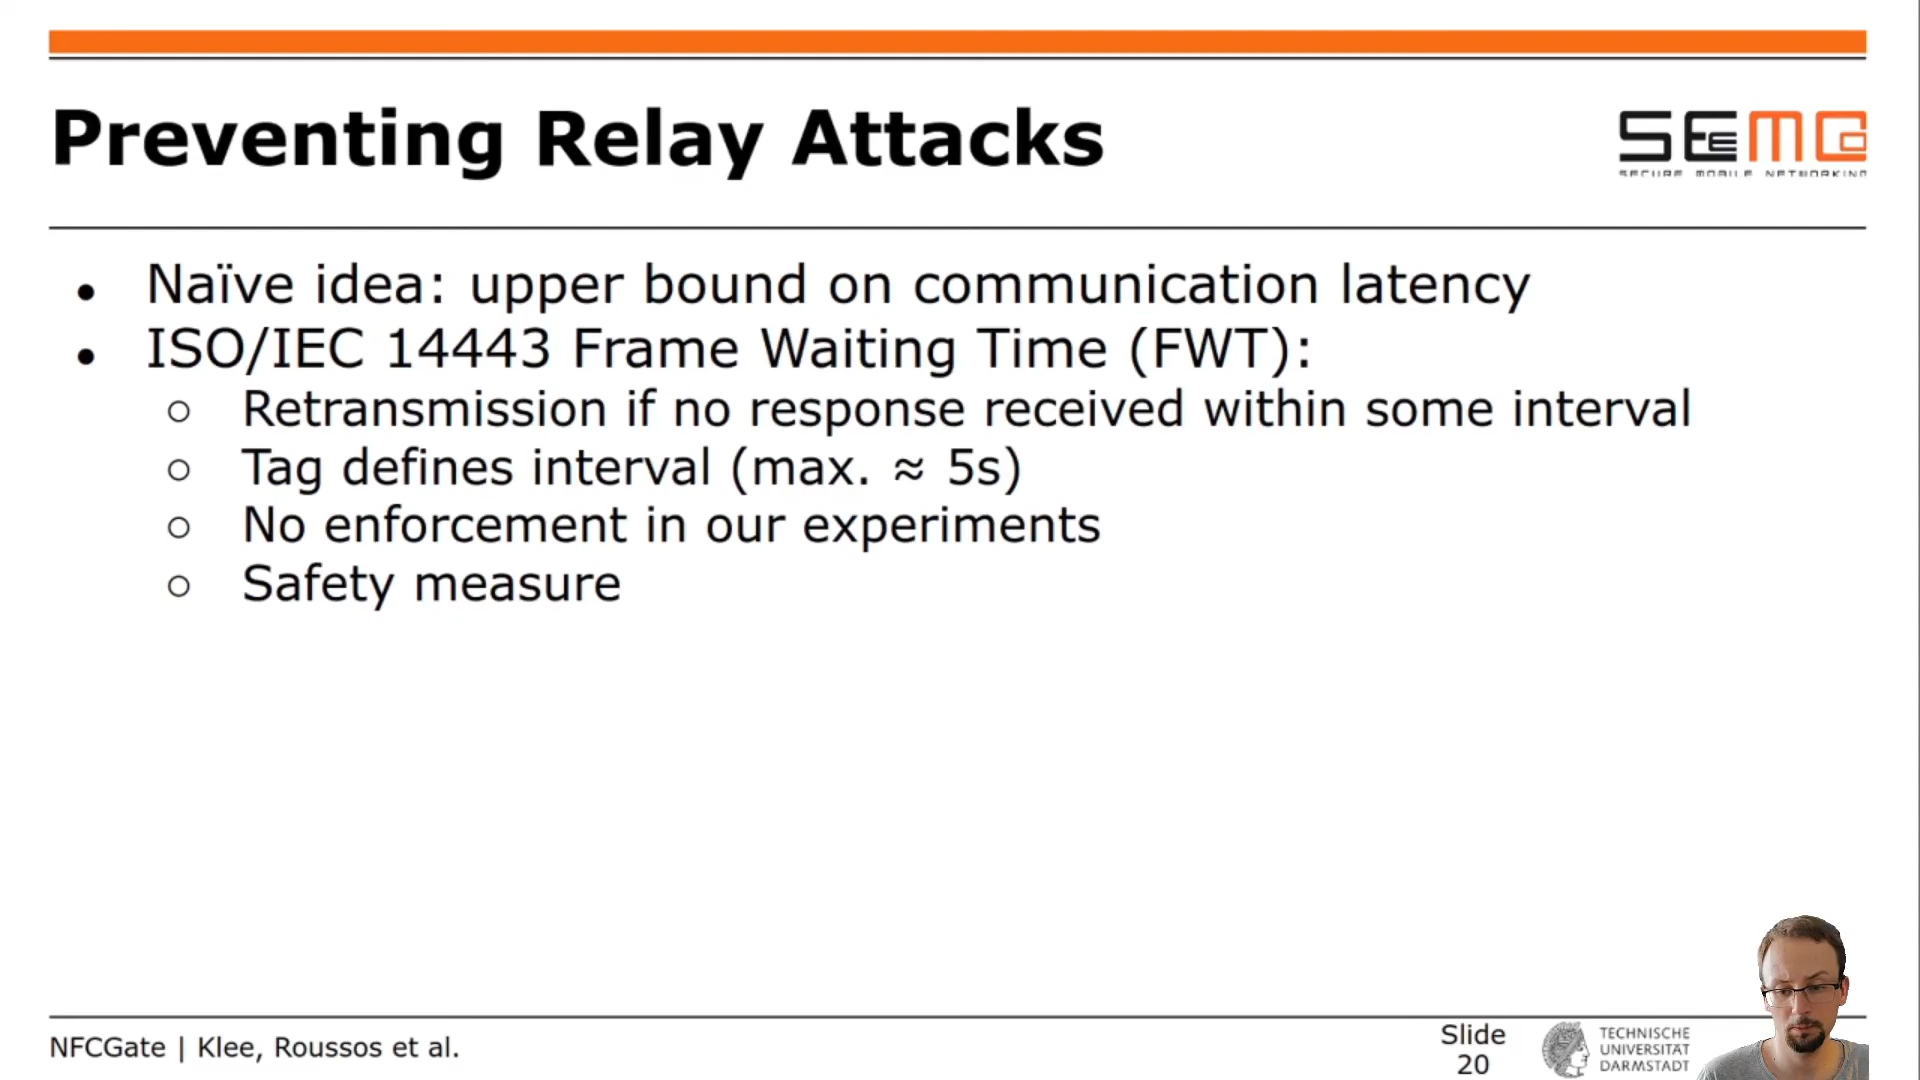 Preventing Relay Attacks
SEEMOO
SECURE MOBILE NETWORKING
Naïve idea: upper bound on communication latency
ISO/IEC 14443 Frame Waiting Time (FWT):
Retransmission if no response received within some interval
Tag defines interval (max. ≈ 5s)
No enforcement in our experiments
Safety measure
NFCGate | Klee, Roussos et al.
Slide
20
TECHNISCHE
UNIVERSITÄT
DARMSTADT